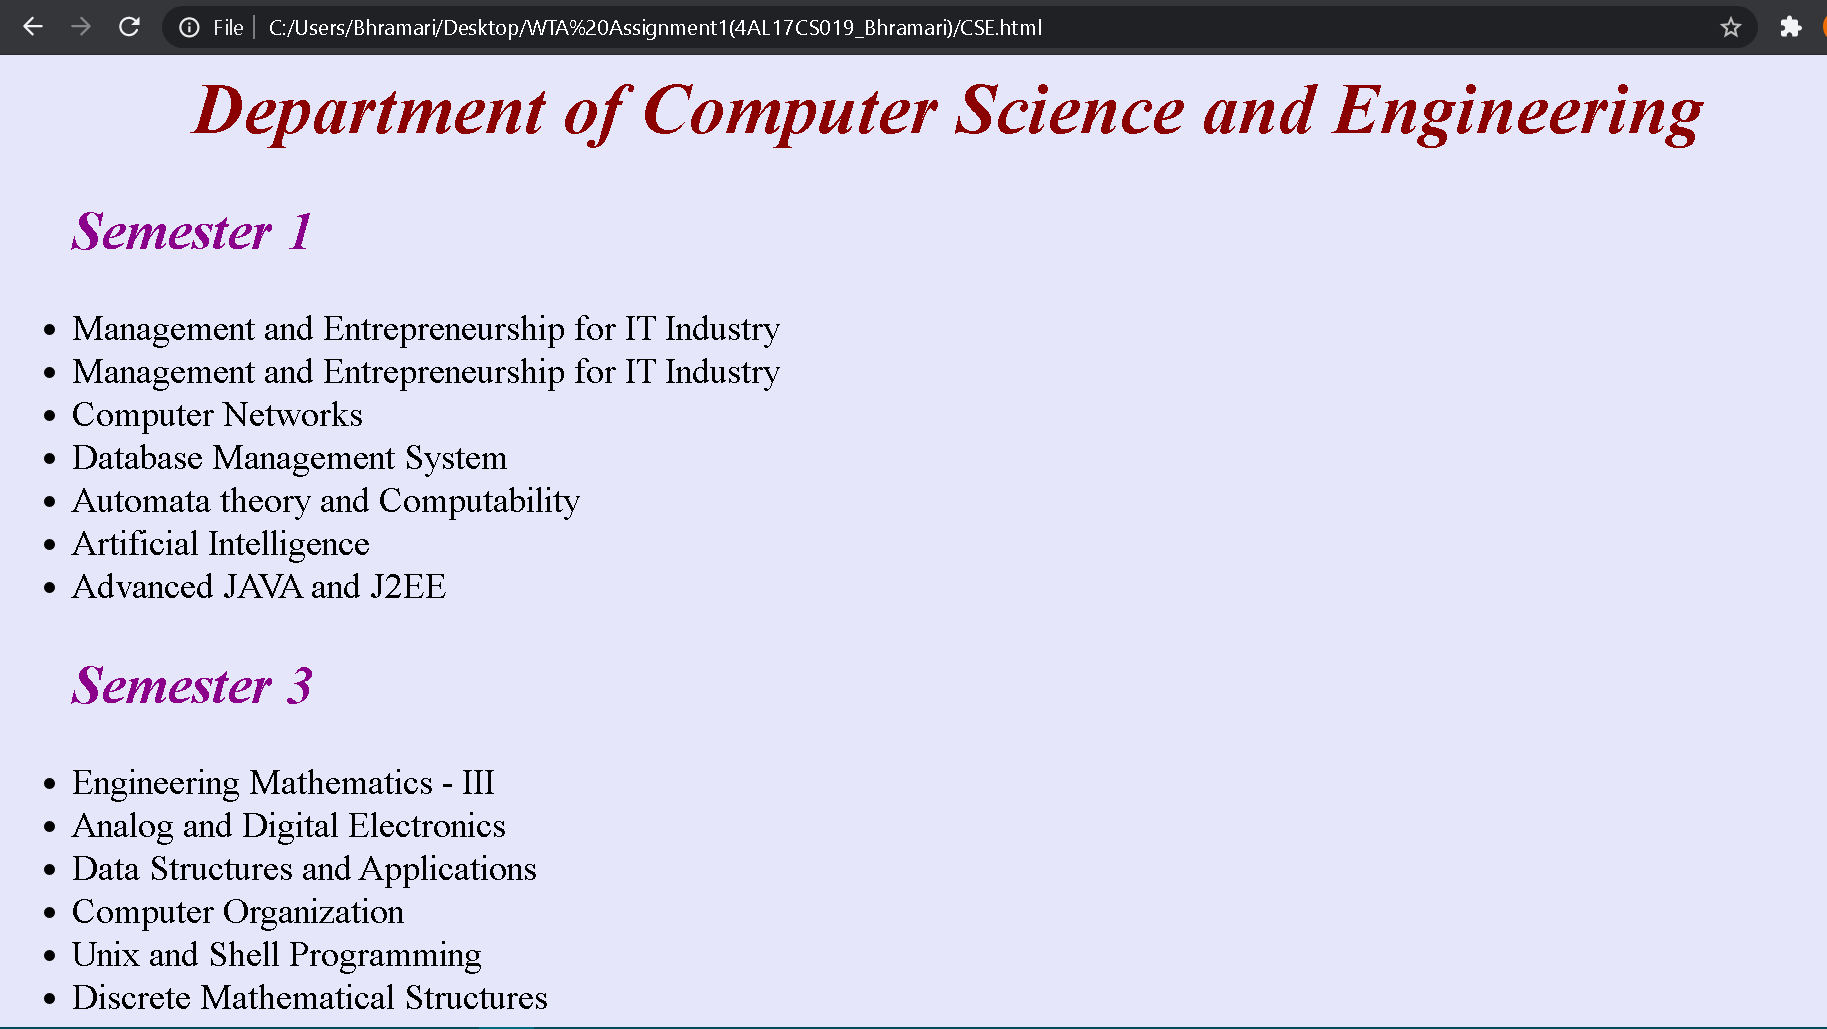 File | C:/Users/Bhramari/Desktop/WTA%20Assignment1(4AL17CS019_Bhramari)/CSE.html
Department of Computer Science and Engineering
Semester 1
• Management and Entrepreneurship for IT Industry
• Management and Entrepreneurship for IT Industry
• Computer Networks
• Database Management System
• Automata theory and Computability
• Artificial Intelligence
• Advanced JAVA and J2EE
Semester 3
• Engineering Mathematics - III
• Analog and Digital Electronics
• Data Structures and Applications
• Computer Organization
• Unix and Shell Programming
• Discrete Mathematical Structures